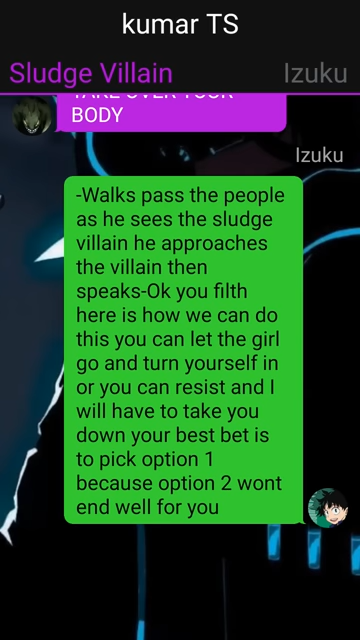 kumar TS
Sludge Villain
Izuku
TAKE OVER YOUR
BODY
Izuku
-Walks pass the people
as he sees the sludge
villain he approaches
the villain then
speaks-Ok you filth
here is how we can do
this you can let the girl
go and turn yourself in
or you can resist and I
will have to take you
down your best bet is
to pick option 1
because option 2 wont
end well for you